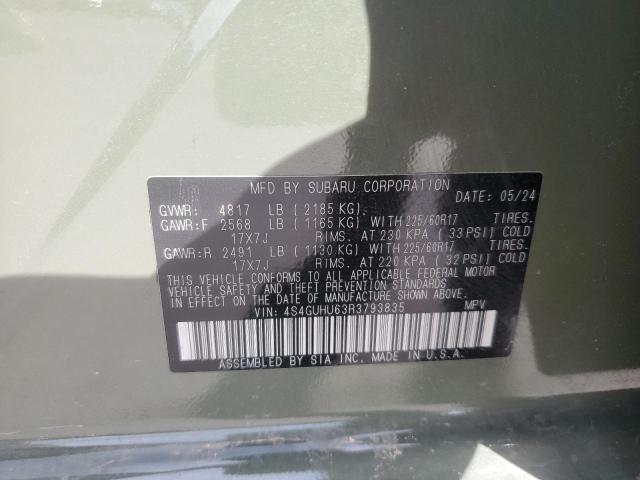 MFD BY SUBARU CORPORATION
DATE: 05/24
GVWR: 4817 LB ( 2185 KG)
GAWR:F 2568 LB ( 1165 KG) WITH 225/60R17 TIRES.
17X7J RIMS. AT 230 KPA ( 33 PSI) COLD
GAWR:R 2491 LB ( 1130 KG) WITH 225/60R17 TIRES.
17X7J RIMS. AT 220 KPA ( 32 PSI) COLD
THIS VEHICLE CONFORMS TO ALL APPLICABLE FEDERAL MOTOR
VEHICLE SAFETY, BUMPER, AND THEFT PREVENTION
STANDARDS IN EFFECT ON THE DATE OF MANUFACTURE SHOWN ABOVE.
VIN: 4S4GUHU63R3793835 MPV
ASSEMBLED BY SIA INC. MADE IN U.S.A.